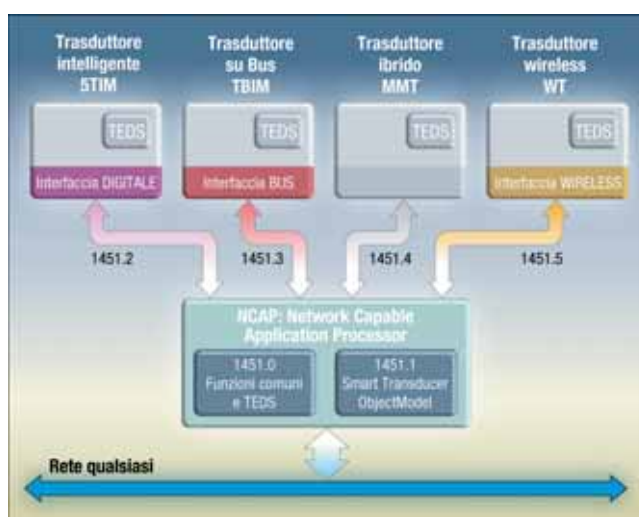 Trasduttore
intelligente
STIM
Trasduttore
su Bus
TBIM
Trasduttore
ibrido
MMT
Trasduttore
wireless
WT
TEDS
TEDS
TEDS
TEDS
Interfaccia DIGITALE
Interfaccia BUS
Interfaccia WIRELESS
1451.2
1451.3
1451.4
1451.5
NCAP: Network Capable
Application Processor
1451.0
Funzioni comuni
e TEDS
1451.1
Smart Transducer
ObjectModel
Rete qualsiasi